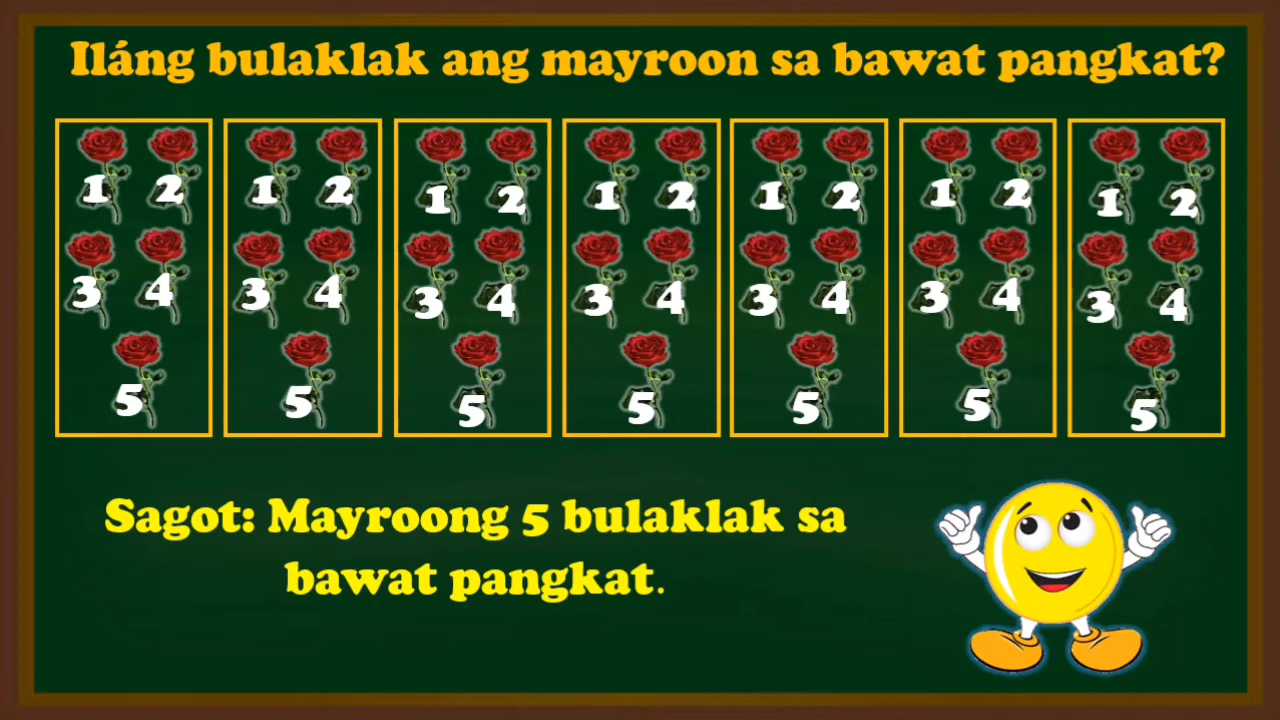 Iláng bulaklak ang mayroon sa bawat pangkat?
1 2 1 2 1 2 1 2 1 2 1 2 1 2
3 4 3 4 3 4 3 4 3 4 3 4 3 4
5 5 5 5 5 5 5
Sagot: Mayroong 5 bulaklak sa
bawat pangkat.